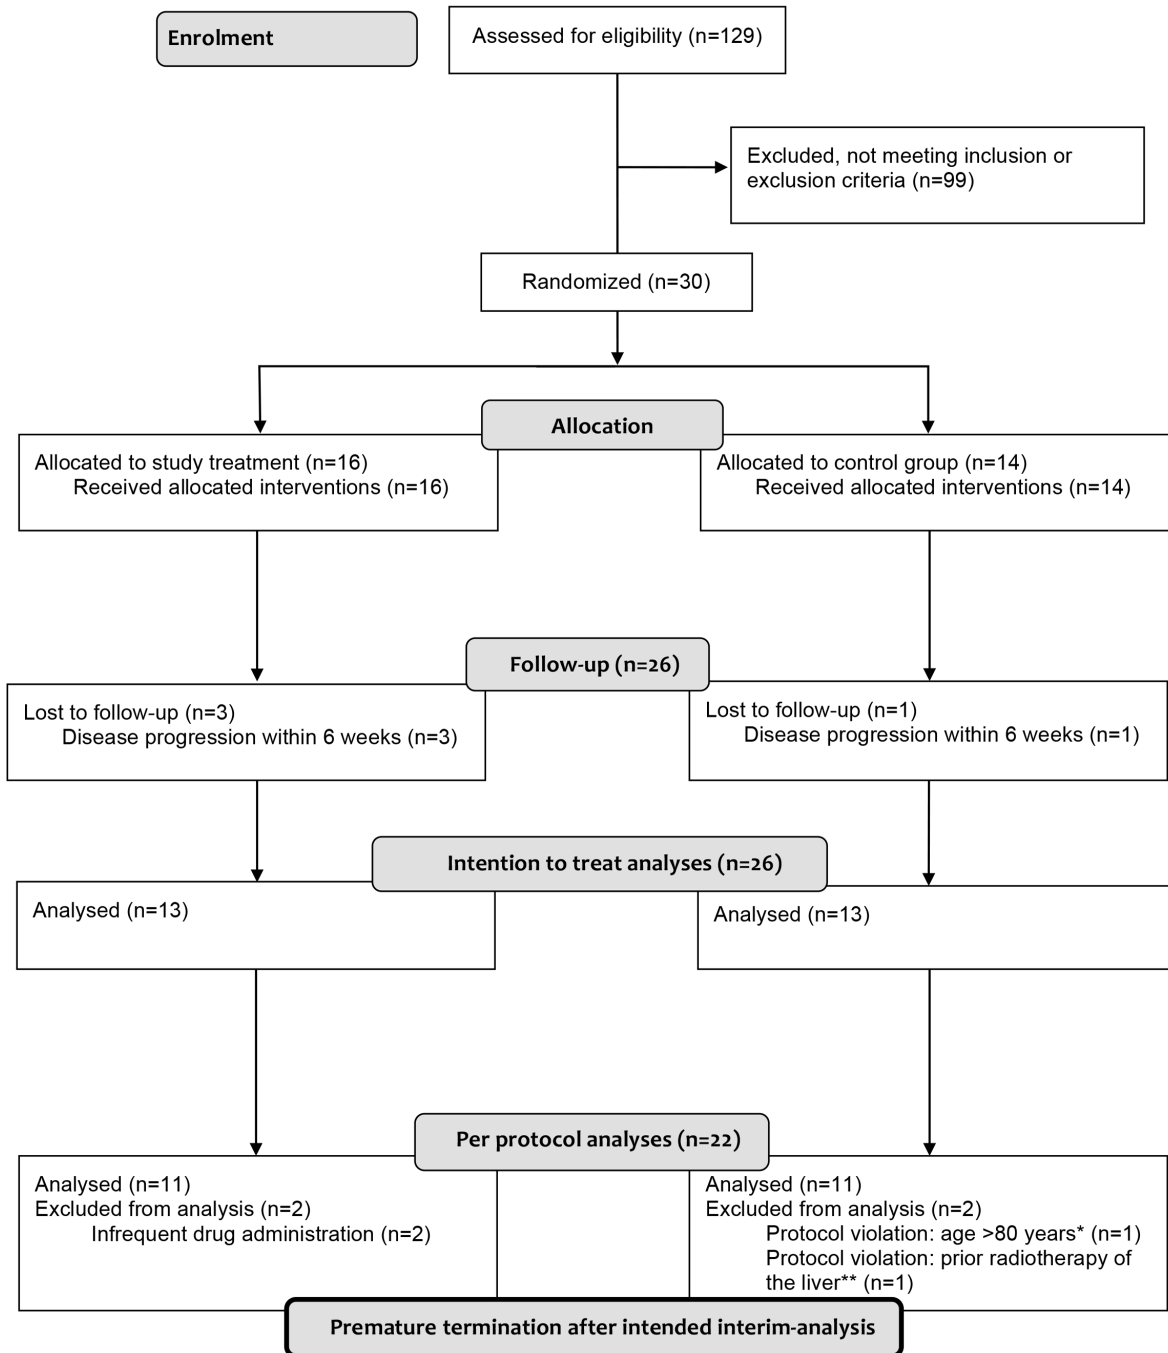 Enrolment
Assessed for eligibility (n=129)
Excluded, not meeting inclusion or
exclusion criteria (n=99)
Randomized (n=30)
Allocation
Allocated to study treatment (n=16)
Received allocated interventions (n=16)
Allocated to control group (n=14)
Received allocated interventions (n=14)
Follow-up (n=26)
Lost to follow-up (n=3)
Disease progression within 6 weeks (n=3)
Lost to follow-up (n=1)
Disease progression within 6 weeks (n=1)
Intention to treat analyses (n=26)
Analysed (n=13)
Analysed (n=13)
Per protocol analyses (n=22)
Analysed (n=11)
Excluded from analysis (n=2)
Infrequent drug administration (n=2)
Analysed (n=11)
Excluded from analysis (n=2)
Protocol violation: age >80 years* (n=1)
Protocol violation: prior radiotherapy of
the liver** (n=1)
Premature termination after intended interim-analysis